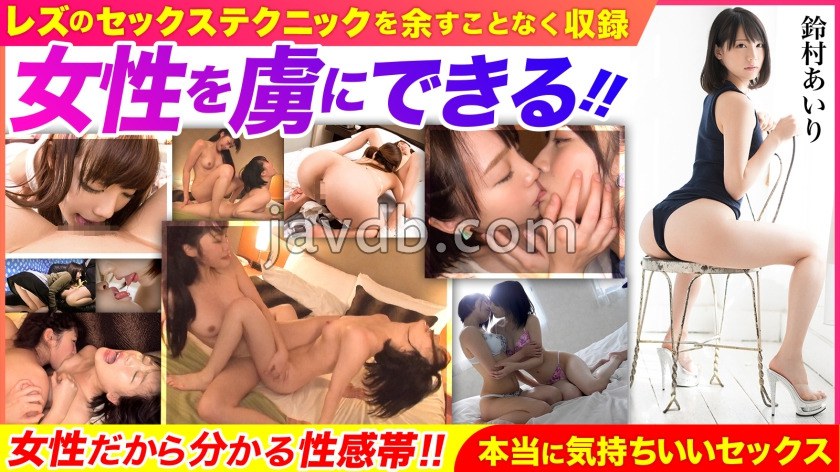 レズのセックステクニックを余すことなく収録
女性を虜にできる!!
鈴村あいり
javdb.com
女性だから分かる性感帯!!
本当に気持ちいいセックス